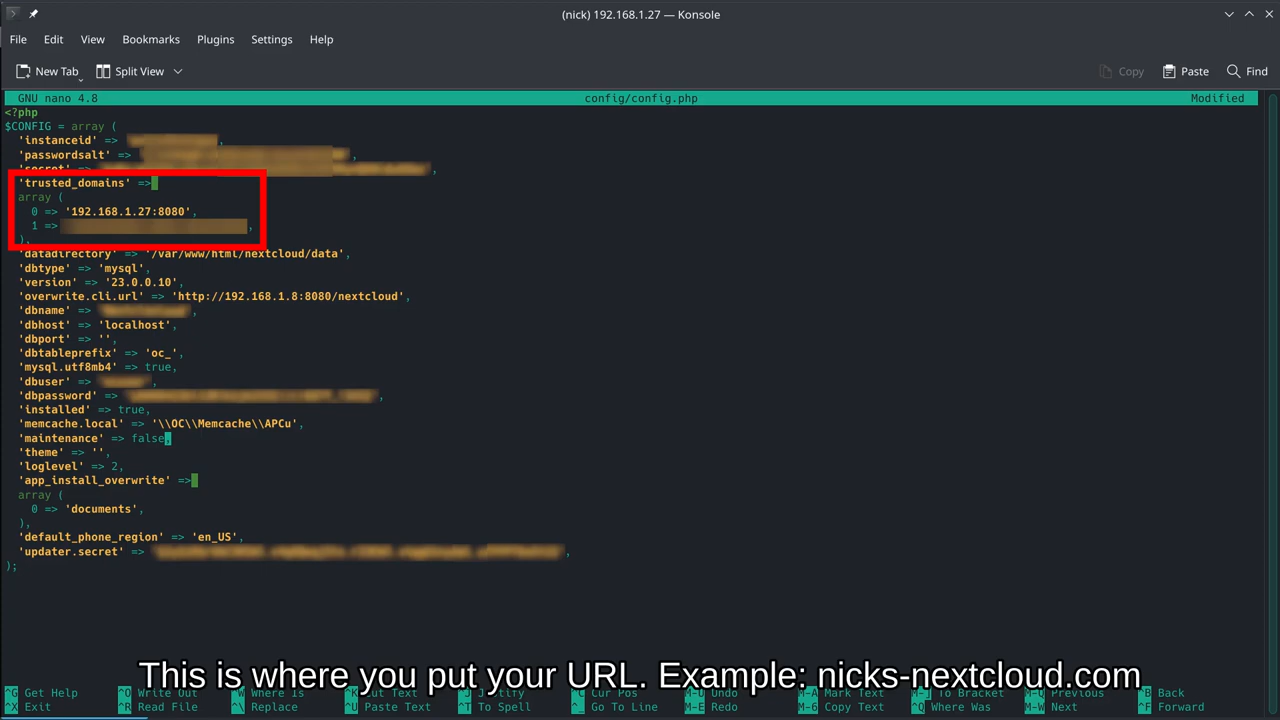 (nick) 192.168.1.27 — Konsole
File Edit View Bookmarks Plugins Settings Help
New Tab Split View Copy Paste Find
GNU nano 4.8 config/config.php Modified
<?php
$CONFIG = array (
'instanceid' => ,
'passwordsalt' => ,
'secret' => ,
'trusted_domains' =>
array (
0 => '192.168.1.27:8080',
1 => ,
),
'datadirectory' => '/var/www/html/nextcloud/data',
'dbtype' => 'mysql',
'version' => '23.0.0.10',
'overwrite.cli.url' => 'http://192.168.1.8:8080/nextcloud',
'dbname' => ,
'dbhost' => 'localhost',
'dbport' => '',
'dbtableprefix' => 'oc_',
'mysql.utf8mb4' => true,
'dbuser' => ,
'dbpassword' => ,
'installed' => true,
'memcache.local' => '\\OC\\Memcache\\APCu',
'maintenance' => false,
'theme' => '',
'loglevel' => 2,
'app_install_overwrite' =>
array (
0 => 'documents',
),
'default_phone_region' => 'en_US',
'updater.secret' => ,
);
This is where you put your URL. Example: nicks-nextcloud.com
^G Get Help ^O Write Out ^W Where Is ^K Cut Text ^J Justify ^C Cur Pos M-U Undo M-A Mark Text M-] To Bracket M-Q Previous ^B Back
^X Exit ^R Read File ^\ Replace ^U Paste Text ^T To Spell ^_ Go To Line M-E Redo M-6 Copy Text ^Q Where Was M-W Next ^F Forward